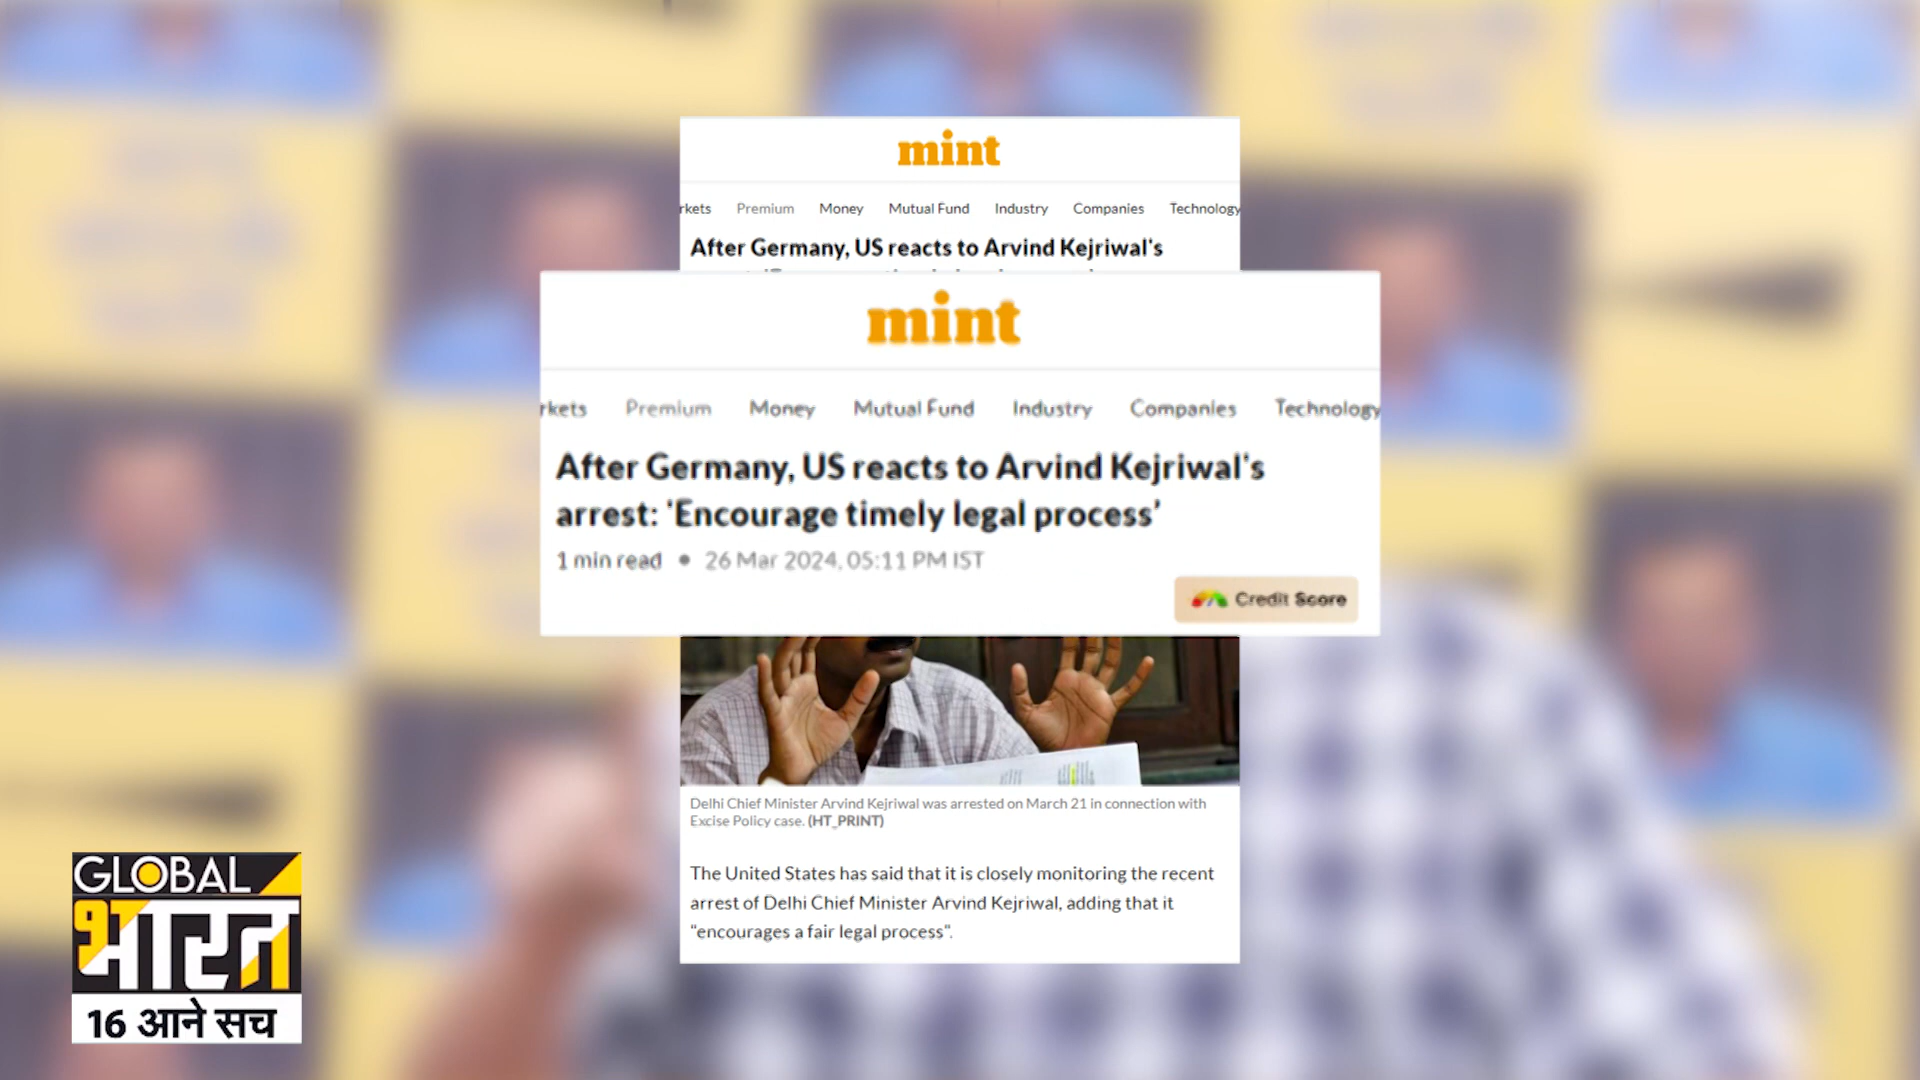 mint
rkets Premium Money Mutual Fund Industry Companies Technology
After Germany, US reacts to Arvind Kejriwal's
mint
rkets Premium Money Mutual Fund Industry Companies Technology
After Germany, US reacts to Arvind Kejriwal's
arrest: 'Encourage timely legal process'
1 min read • 26 Mar 2024, 05:11 PM IST
Credit Score
Delhi Chief Minister Arvind Kejriwal was arrested on March 21 in connection with
Excise Policy case. (HT_PRINT)
The United States has said that it is closely monitoring the recent
arrest of Delhi Chief Minister Arvind Kejriwal, adding that it
"encourages a fair legal process".
GLOBAL
भारत
16 आने सच